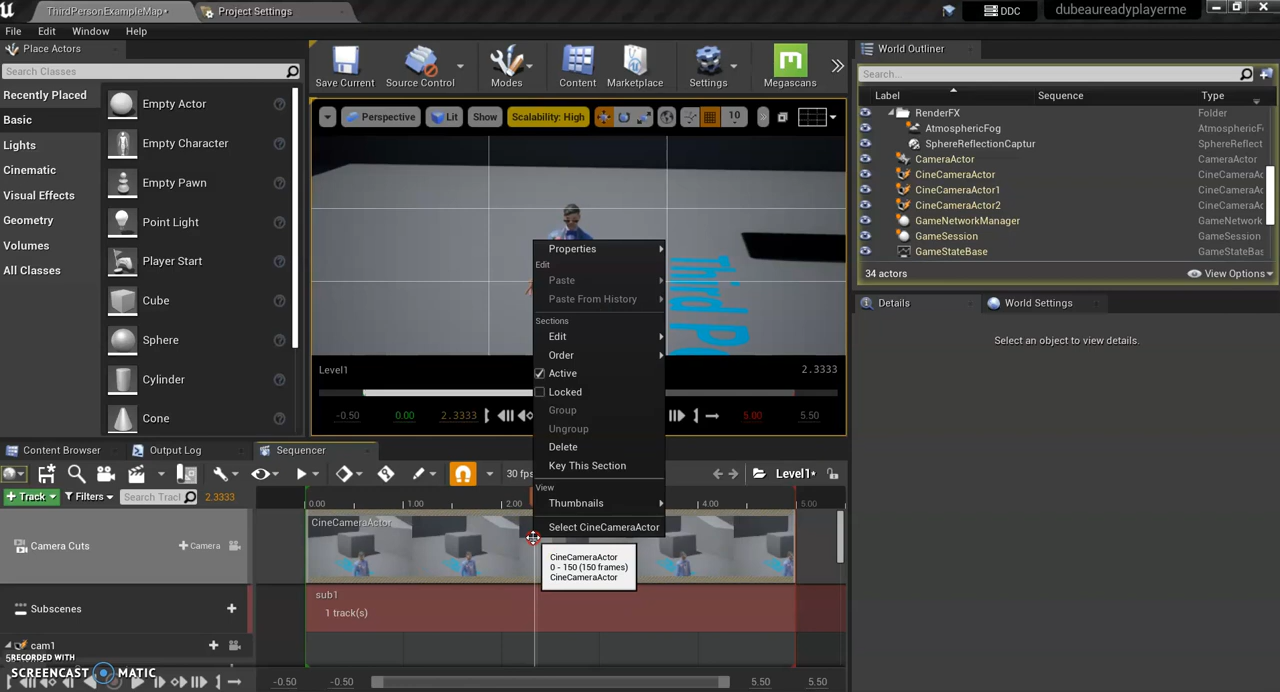 ThirdPersonExampleMap•
Project Settings
DDC
dubeaureadyplayerme
File Edit Window Help
Place Actors
Search Classes
Recently Placed
Basic
Lights
Cinematic
Visual Effects
Geometry
Volumes
All Classes
Empty Actor
Empty Character
Empty Pawn
Point Light
Player Start
Cube
Sphere
Cylinder
Cone
Save Current
Source Control
Modes
Content
Marketplace
Settings
Megascans
Perspective
Lit
Show
Scalability: High
10
Third Pe
Level1
2.3333
-0.50 0.00 2.3333 5.00 5.50
Properties
Edit
Paste
Paste From History
Sections
Edit
Order
Active
Locked
Group
Ungroup
Delete
Key This Section
View
Thumbnails
Select CineCameraActor
CineCameraActor
0 - 150 (150 frames)
CineCameraActor
World Outliner
Search...
Label Sequence Type
RenderFX Folder
AtmosphericFog AtmosphericF
SphereReflectionCaptur SphereReflect
CameraActor CameraActor
CineCameraActor CineCameraAc
CineCameraActor1 CineCameraAc
CineCameraActor2 CineCameraAc
GameNetworkManager GameNetwork
GameSession GameSession
GameStateBase GameStateBase
34 actors
View Options
Details
World Settings
Select an object to view details.
Content Browser
Output Log
Sequencer
30 fps
Level1*
Track
Filters
Search Tracl
2.3333
0.00 1.00 2.00 4.00 5.00
Camera Cuts
Camera
CineCameraActor
Subscenes
sub1
1 track(s)
cam1
RECORDED WITH
SCREENCAST MATIC
-0.50 -0.50 5.50 5.50